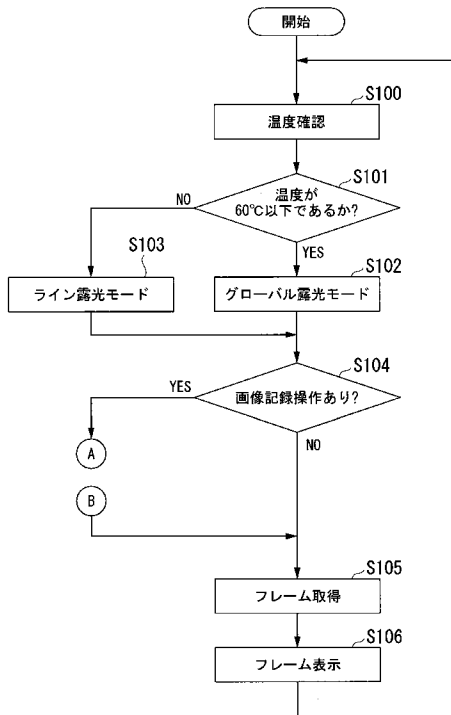 開始
S100
温度確認
S101
温度が
60℃以下であるか?
NO
YES
S103
ライン露光モード
S102
グローバル露光モード
S104
画像記録操作あり?
YES
NO
A
B
S105
フレーム取得
S106
フレーム表示